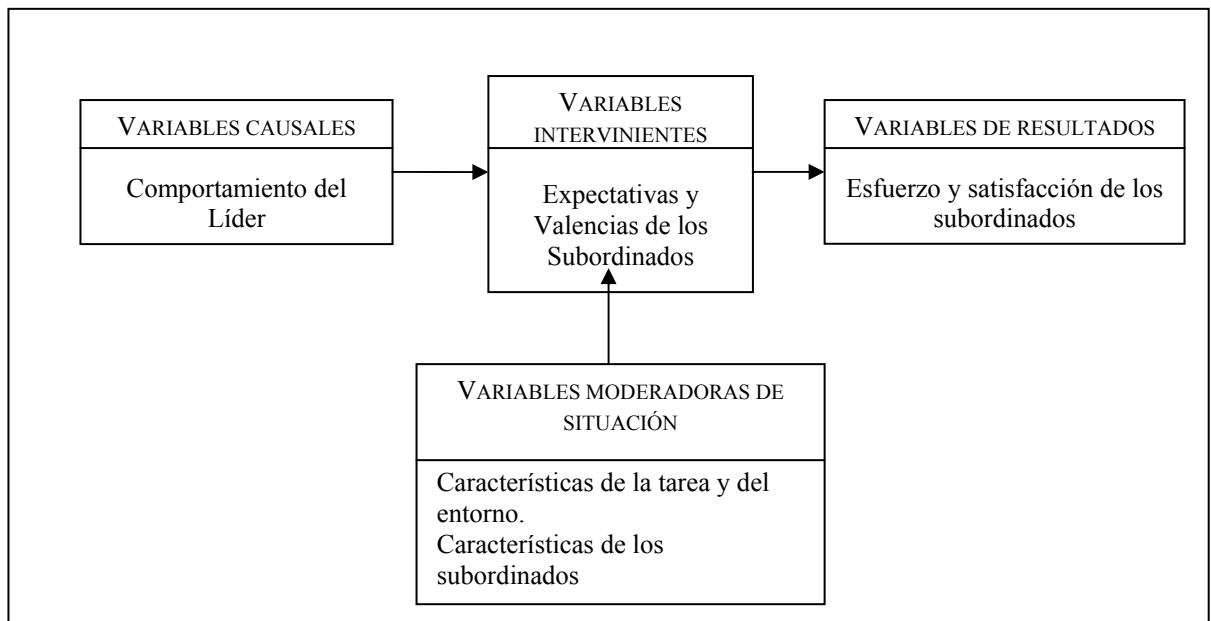 VARIABLES CAUSALES
Comportamiento del
Líder
VARIABLES
INTERVINIENTES
Expectativas y
Valencias de los
Subordinados
VARIABLES DE RESULTADOS
Esfuerzo y satisfacción de los
subordinados
VARIABLES MODERADORAS DE
SITUACIÓN
Características de la tarea y del
entorno.
Características de los
subordinados